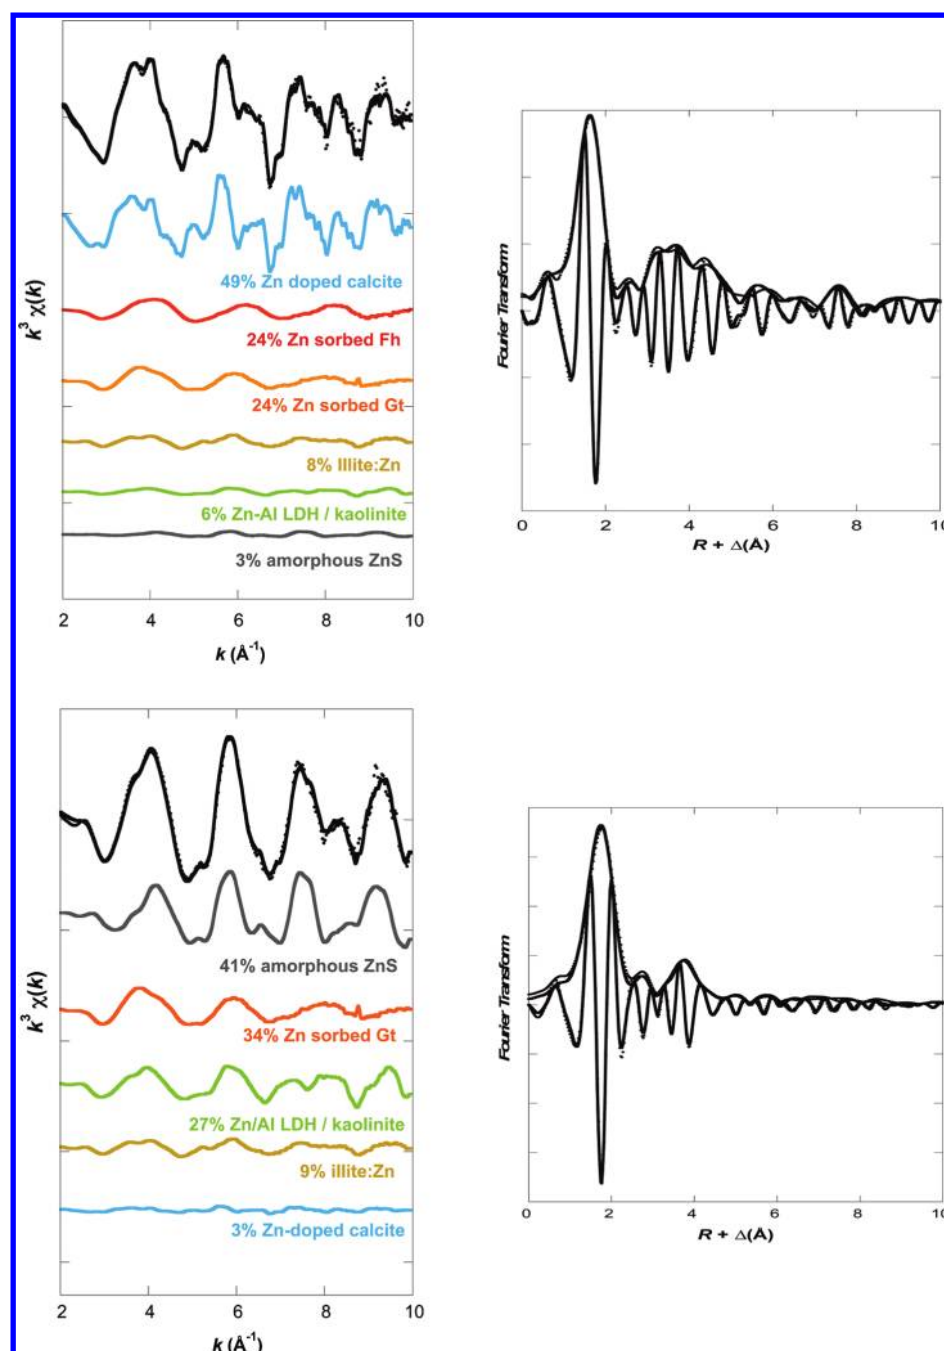 k³ χ(k)
49% Zn doped calcite
24% Zn sorbed Fh
24% Zn sorbed Gt
8% Illite:Zn
6% Zn-Al LDH / kaolinite
3% amorphous ZnS
2 4 6 8 10
k (Å⁻¹)
Fourier Transform
0 2 4 6 8 10
R + Δ(Å)
k³ χ(k)
41% amorphous ZnS
34% Zn sorbed Gt
27% Zn/Al LDH / kaolinite
9% illite:Zn
3% Zn-doped calcite
2 4 6 8 10
k (Å⁻¹)
Fourier Transform
0 2 4 6 8 10
R + Δ(Å)